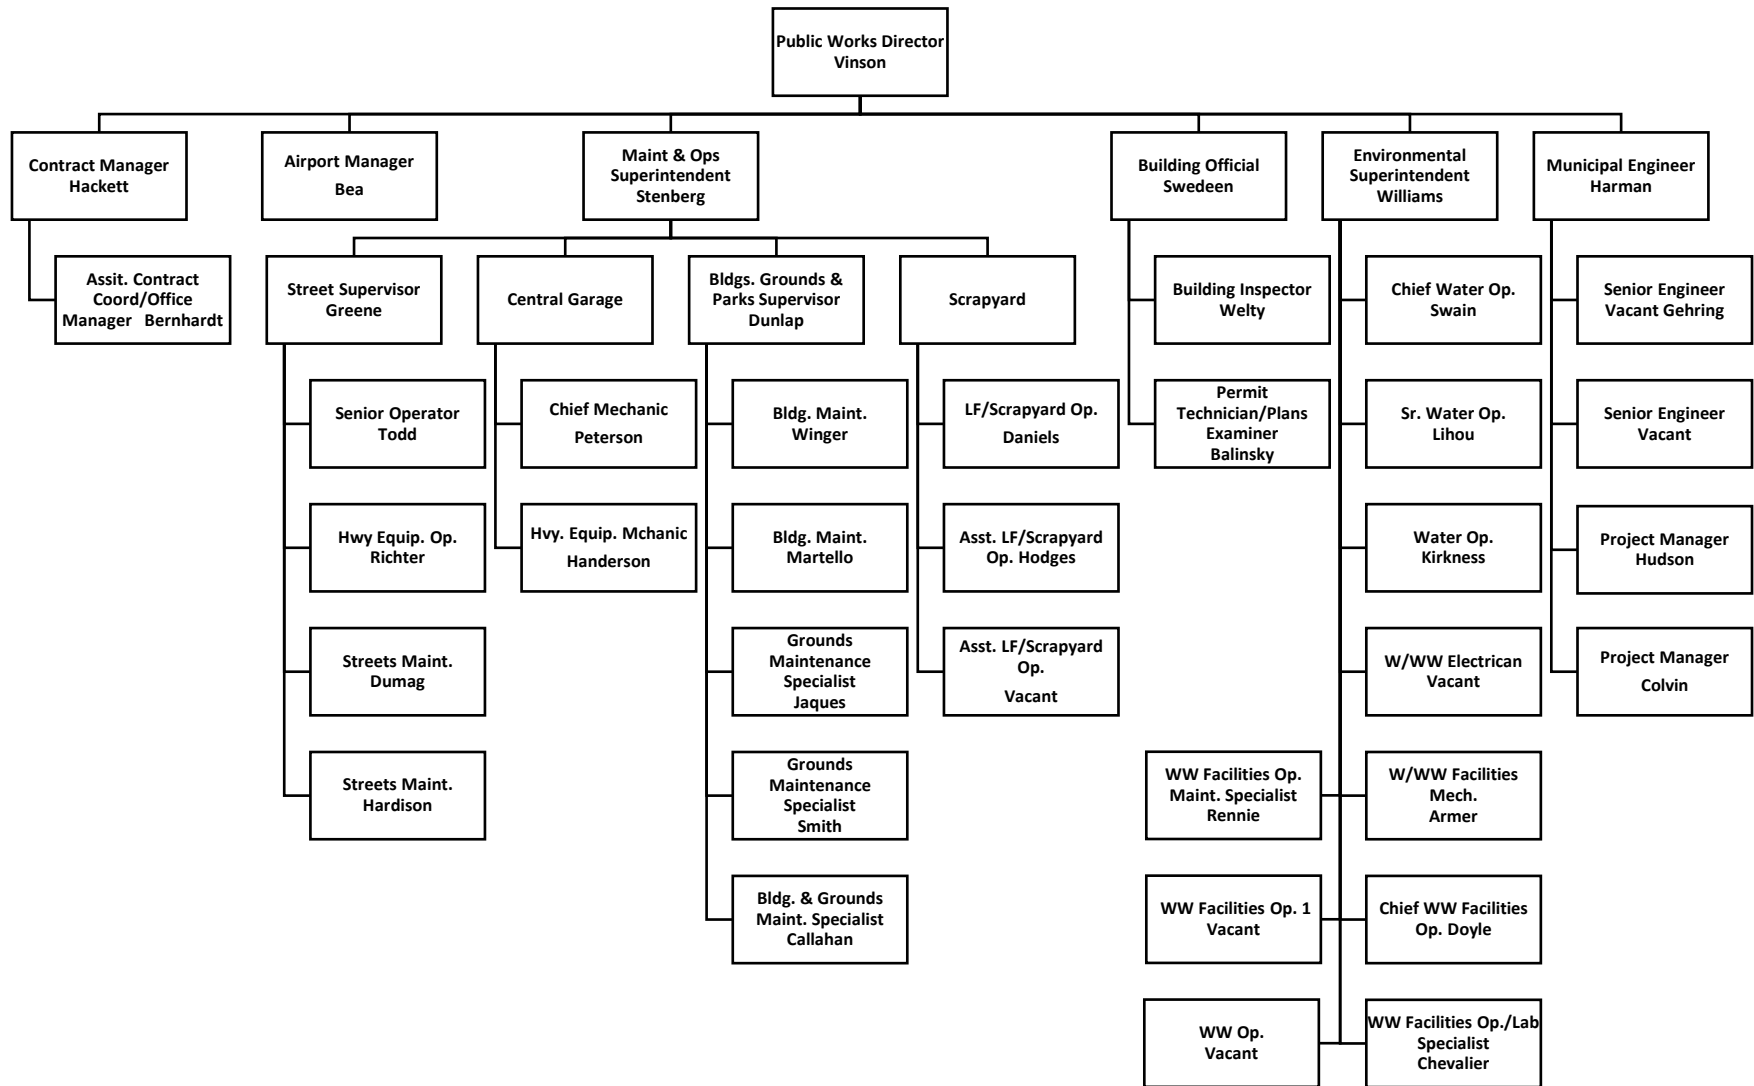 Public Works Director
Vinson
Contract Manager
Hackett
Airport Manager
Bea
Maint & Ops
Superintendent
Stenberg
Building Official
Swedeen
Environmental
Superintendent
Williams
Municipal Engineer
Harman
Assit. Contract
Coord/Office
Manager Bernhardt
Street Supervisor
Greene
Central Garage
Bldgs. Grounds &
Parks Supervisor
Dunlap
Scrapyard
Building Inspector
Welty
Chief Water Op.
Swain
Senior Engineer
Vacant Gehring
Senior Operator
Todd
Chief Mechanic
Peterson
Bldg. Maint.
Winger
LF/Scrapyard Op.
Daniels
Permit
Technician/Plans
Examiner
Balinsky
Sr. Water Op.
Lihou
Senior Engineer
Vacant
Hwy Equip. Op.
Richter
Hvy. Equip. Mchanic
Handerson
Bldg. Maint.
Martello
Asst. LF/Scrapyard
Op. Hodges
Water Op.
Kirkness
Project Manager
Hudson
Streets Maint.
Dumag
Grounds
Maintenance
Specialist
Jaques
Asst. LF/Scrapyard
Op.
Vacant
W/WW Electrican
Vacant
Project Manager
Colvin
Streets Maint.
Hardison
Grounds
Maintenance
Specialist
Smith
WW Facilities Op.
Maint. Specialist
Rennie
W/WW Facilities
Mech.
Armer
Bldg. & Grounds
Maint. Specialist
Callahan
WW Facilities Op. 1
Vacant
Chief WW Facilities
Op. Doyle
WW Op.
Vacant
WW Facilities Op./Lab
Specialist
Chevalier